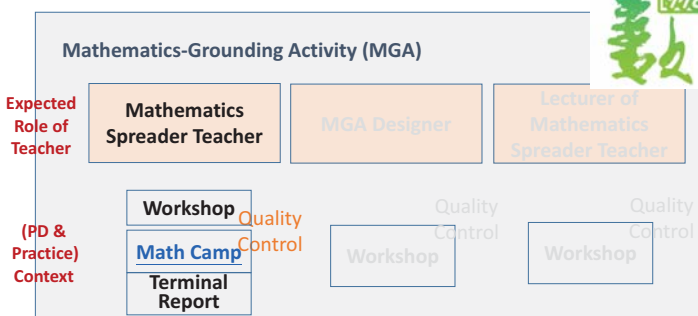 Mathematics-Grounding Activity (MGA)
Expected
Role of
Teacher
Mathematics
Spreader Teacher
MGA Designer
Lecturer of
Mathematics
Spreader Teacher
(PD &
Practice)
Context
Workshop
Quality
Control
Math Camp
Terminal
Report
Quality
Control
Workshop
Quality
Control
Workshop